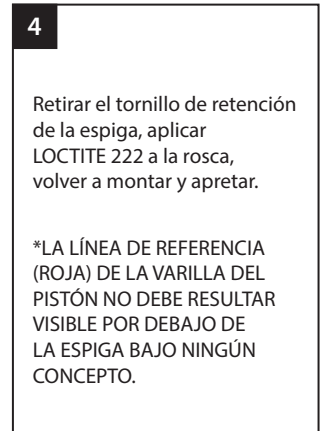 4
Retirar el tornillo de retención
de la espiga, aplicar
LOCTITE 222 a la rosca,
volver a montar y apretar.
*LA LÍNEA DE REFERENCIA
(ROJA) DE LA VARILLA DEL
PISTÓN NO DEBE RESULTAR
VISIBLE POR DEBAJO DE
LA ESPIGA BAJO NINGÚN
CONCEPTO.